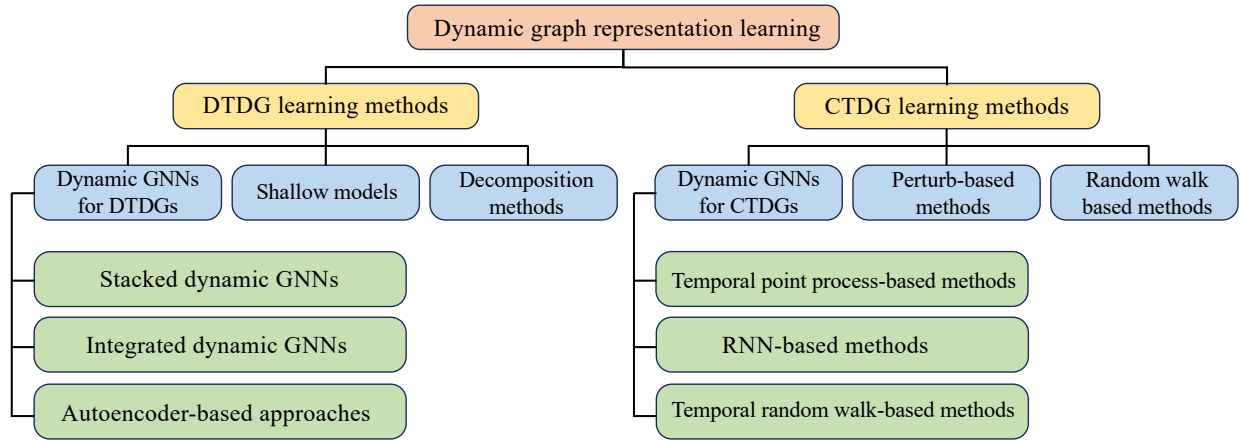 Dynamic graph representation learning
DTDG learning methods
CTDG learning methods
Dynamic GNNs
for DTDGs
Shallow models
Decomposition
methods
Dynamic GNNs
for CTDGs
Perturb-based
methods
Random walk
based methods
Stacked dynamic GNNs
Integrated dynamic GNNs
Autoencoder-based approaches
Temporal point process-based methods
RNN-based methods
Temporal random walk-based methods